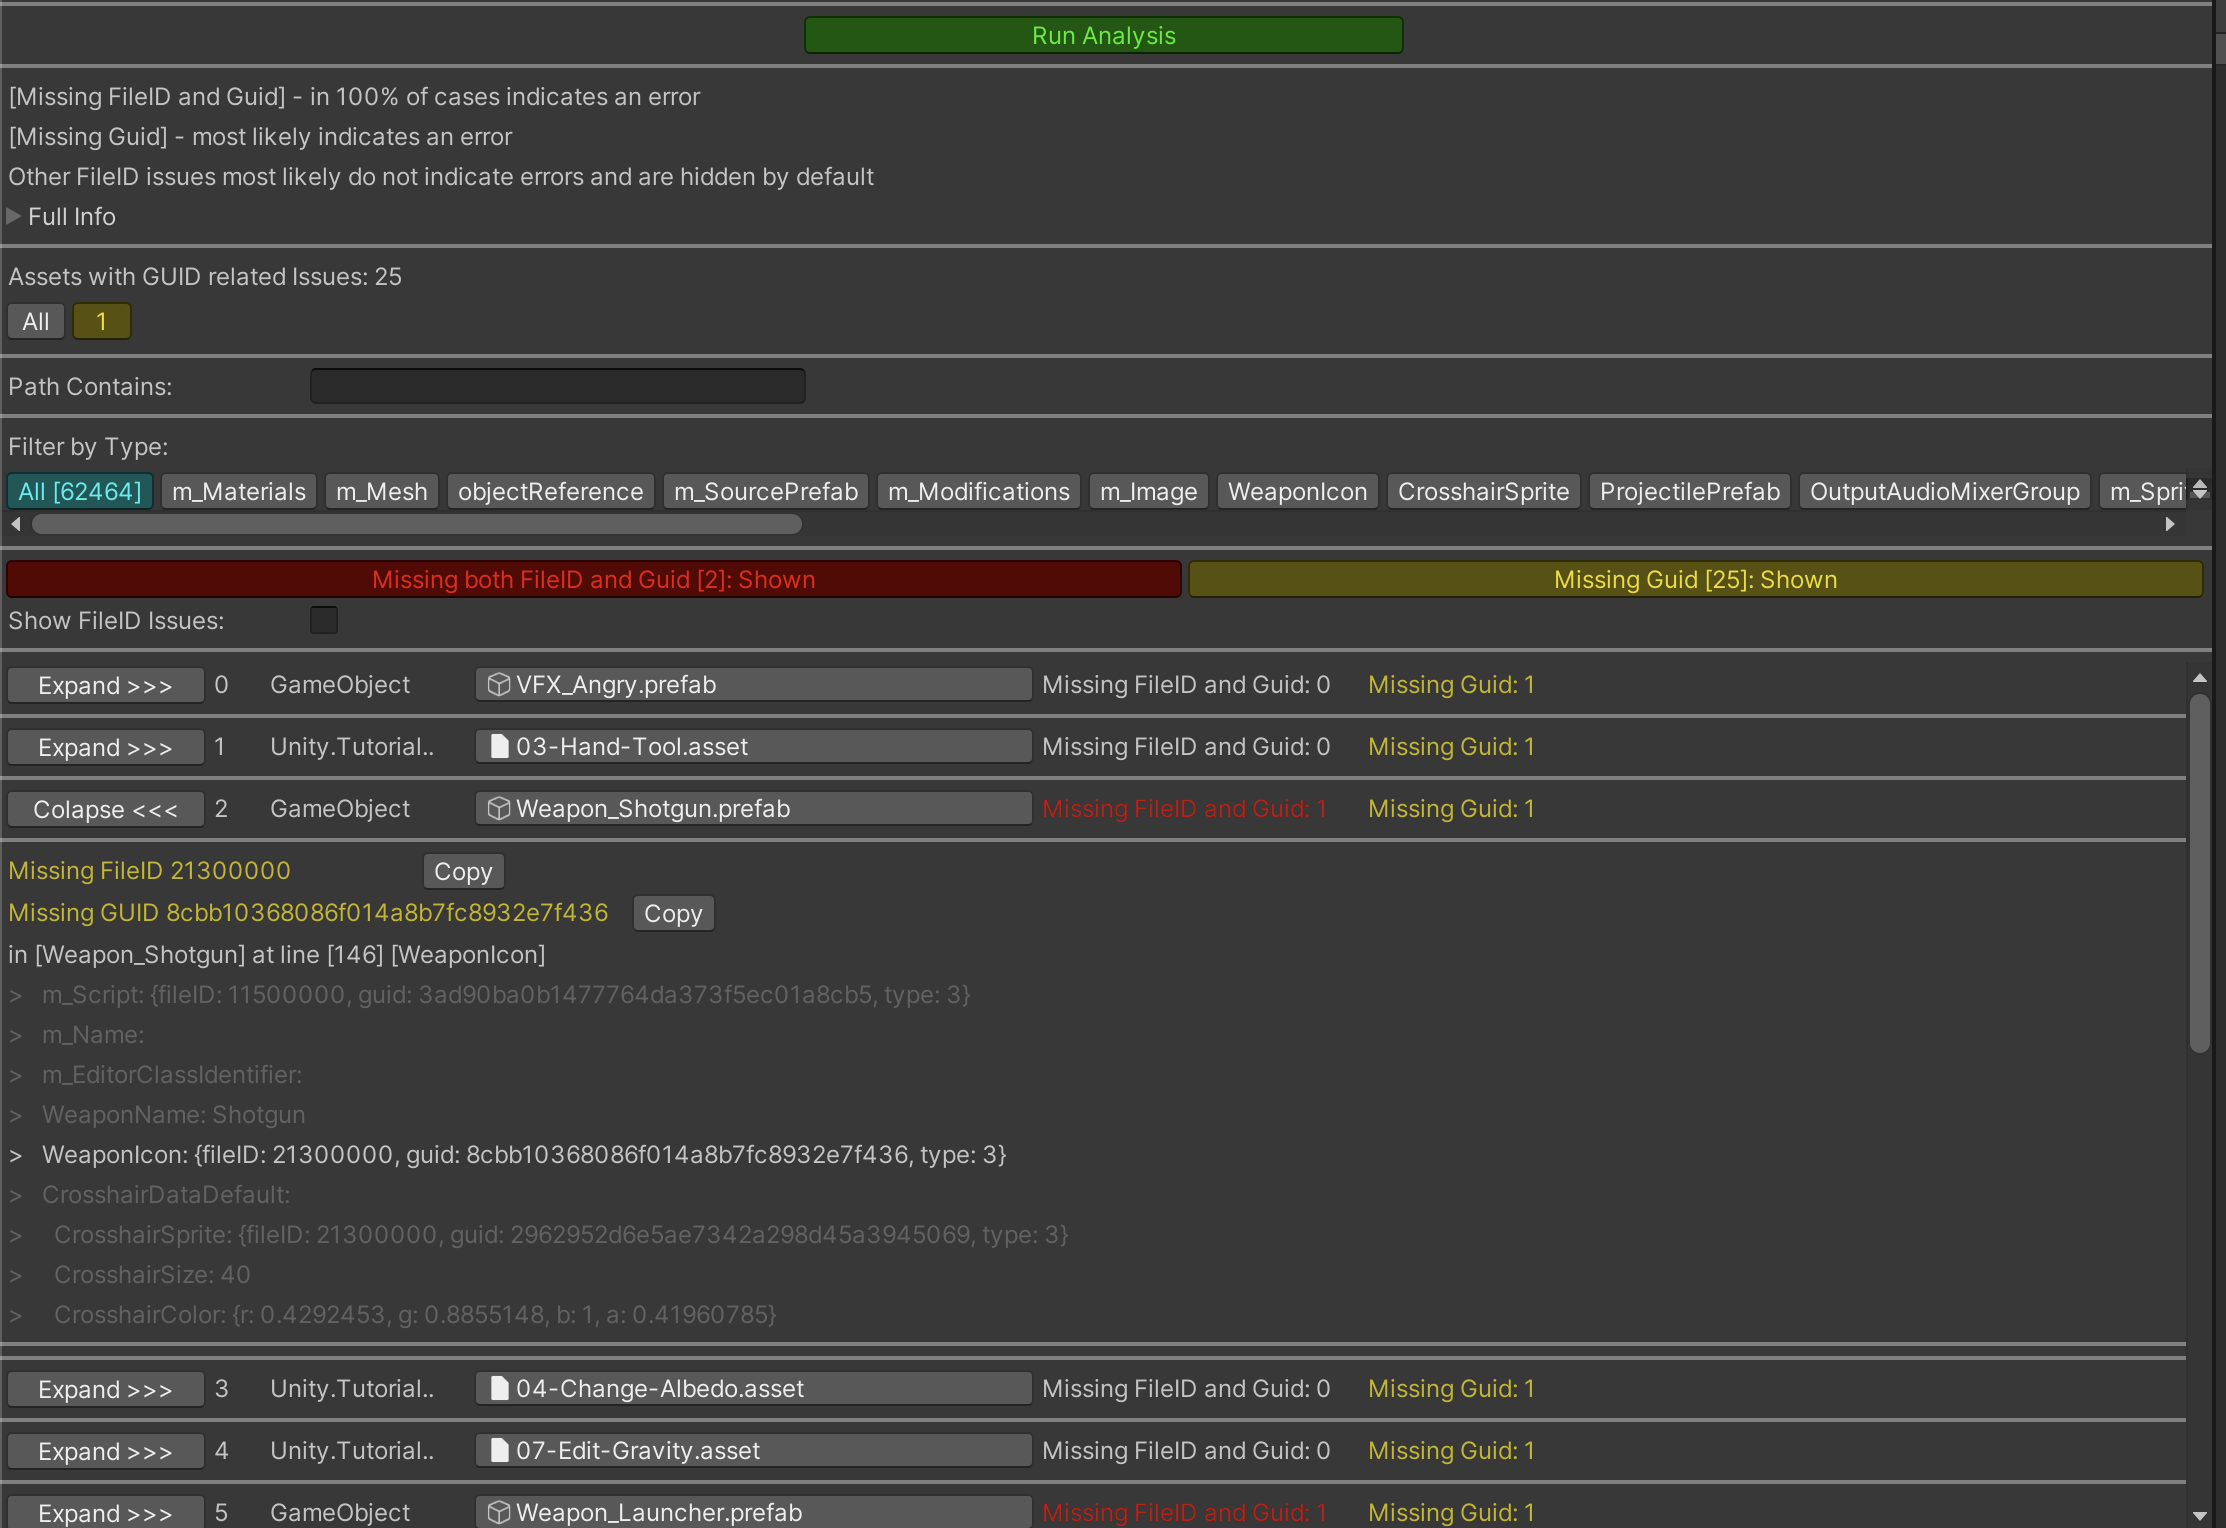 Run Analysis
[Missing FileID and Guid] - in 100% of cases indicates an error
[Missing Guid] - most likely indicates an error
Other FileID issues most likely do not indicate errors and are hidden by default
Full Info
Assets with GUID related Issues: 25
All 1
Path Contains:
Filter by Type:
All [62464] m_Materials m_Mesh objectReference m_SourcePrefab m_Modifications m_Image WeaponIcon CrosshairSprite ProjectilePrefab OutputAudioMixerGroup m_Spri
Missing both FileID and Guid [2]: Shown Missing Guid [25]: Shown
Show FileID Issues:
Expand >>> 0 GameObject VFX_Angry.prefab Missing FileID and Guid: 0 Missing Guid: 1
Expand >>> 1 Unity.Tutorial.. 03-Hand-Tool.asset Missing FileID and Guid: 0 Missing Guid: 1
Colapse <<< 2 GameObject Weapon_Shotgun.prefab Missing FileID and Guid: 1 Missing Guid: 1
Missing FileID 21300000 Copy
Missing GUID 8cbb10368086f014a8b7fc8932e7f436 Copy
in [Weapon_Shotgun] at line [146] [WeaponIcon]
> m_Script: {fileID: 11500000, guid: 3ad90ba0b1477764da373f5ec01a8cb5, type: 3}
> m_Name:
> m_EditorClassIdentifier:
> WeaponName: Shotgun
> WeaponIcon: {fileID: 21300000, guid: 8cbb10368086f014a8b7fc8932e7f436, type: 3}
> CrosshairDataDefault:
> CrosshairSprite: {fileID: 21300000, guid: 2962952d6e5ae7342a298d45a3945069, type: 3}
> CrosshairSize: 40
> CrosshairColor: {r: 0.4292453, g: 0.8855148, b: 1, a: 0.41960785}
Expand >>> 3 Unity.Tutorial.. 04-Change-Albedo.asset Missing FileID and Guid: 0 Missing Guid: 1
Expand >>> 4 Unity.Tutorial.. 07-Edit-Gravity.asset Missing FileID and Guid: 0 Missing Guid: 1
Expand >>> 5 GameObject Weapon_Launcher.prefab Missing FileID and Guid: 1 Missing Guid: 1